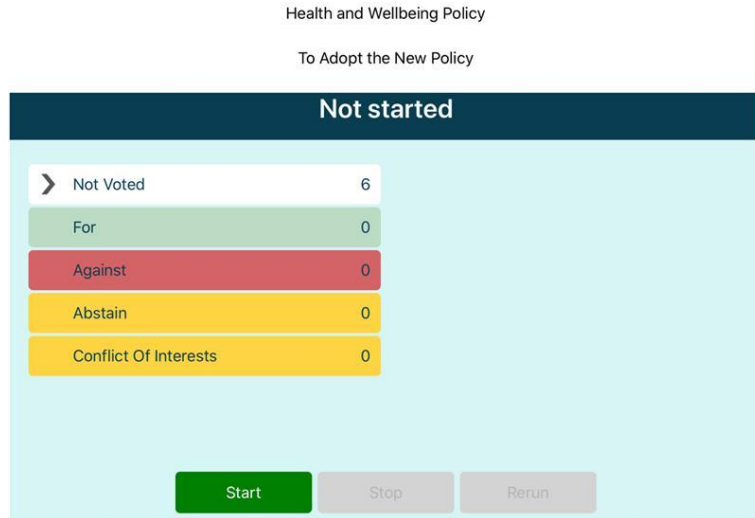 Health and Wellbeing Policy
To Adopt the New Policy
Not started
Not Voted 6
For 0
Against 0
Abstain 0
Conflict Of Interests 0
Start Stop Rerun